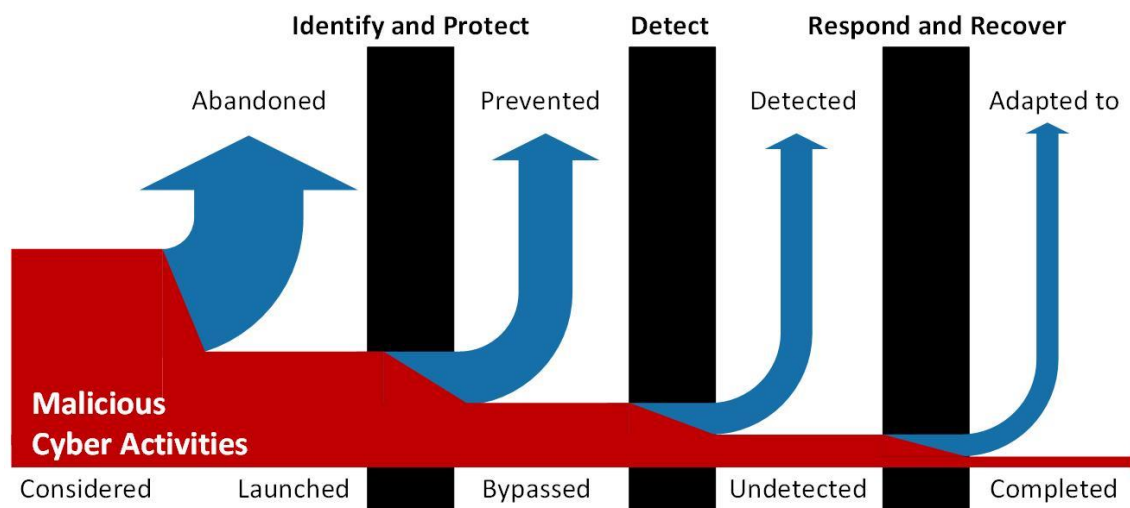 Identify and Protect
Detect
Respond and Recover
Abandoned
Prevented
Detected
Adapted to
Malicious
Cyber Activities
Considered
Launched
Bypassed
Undetected
Completed